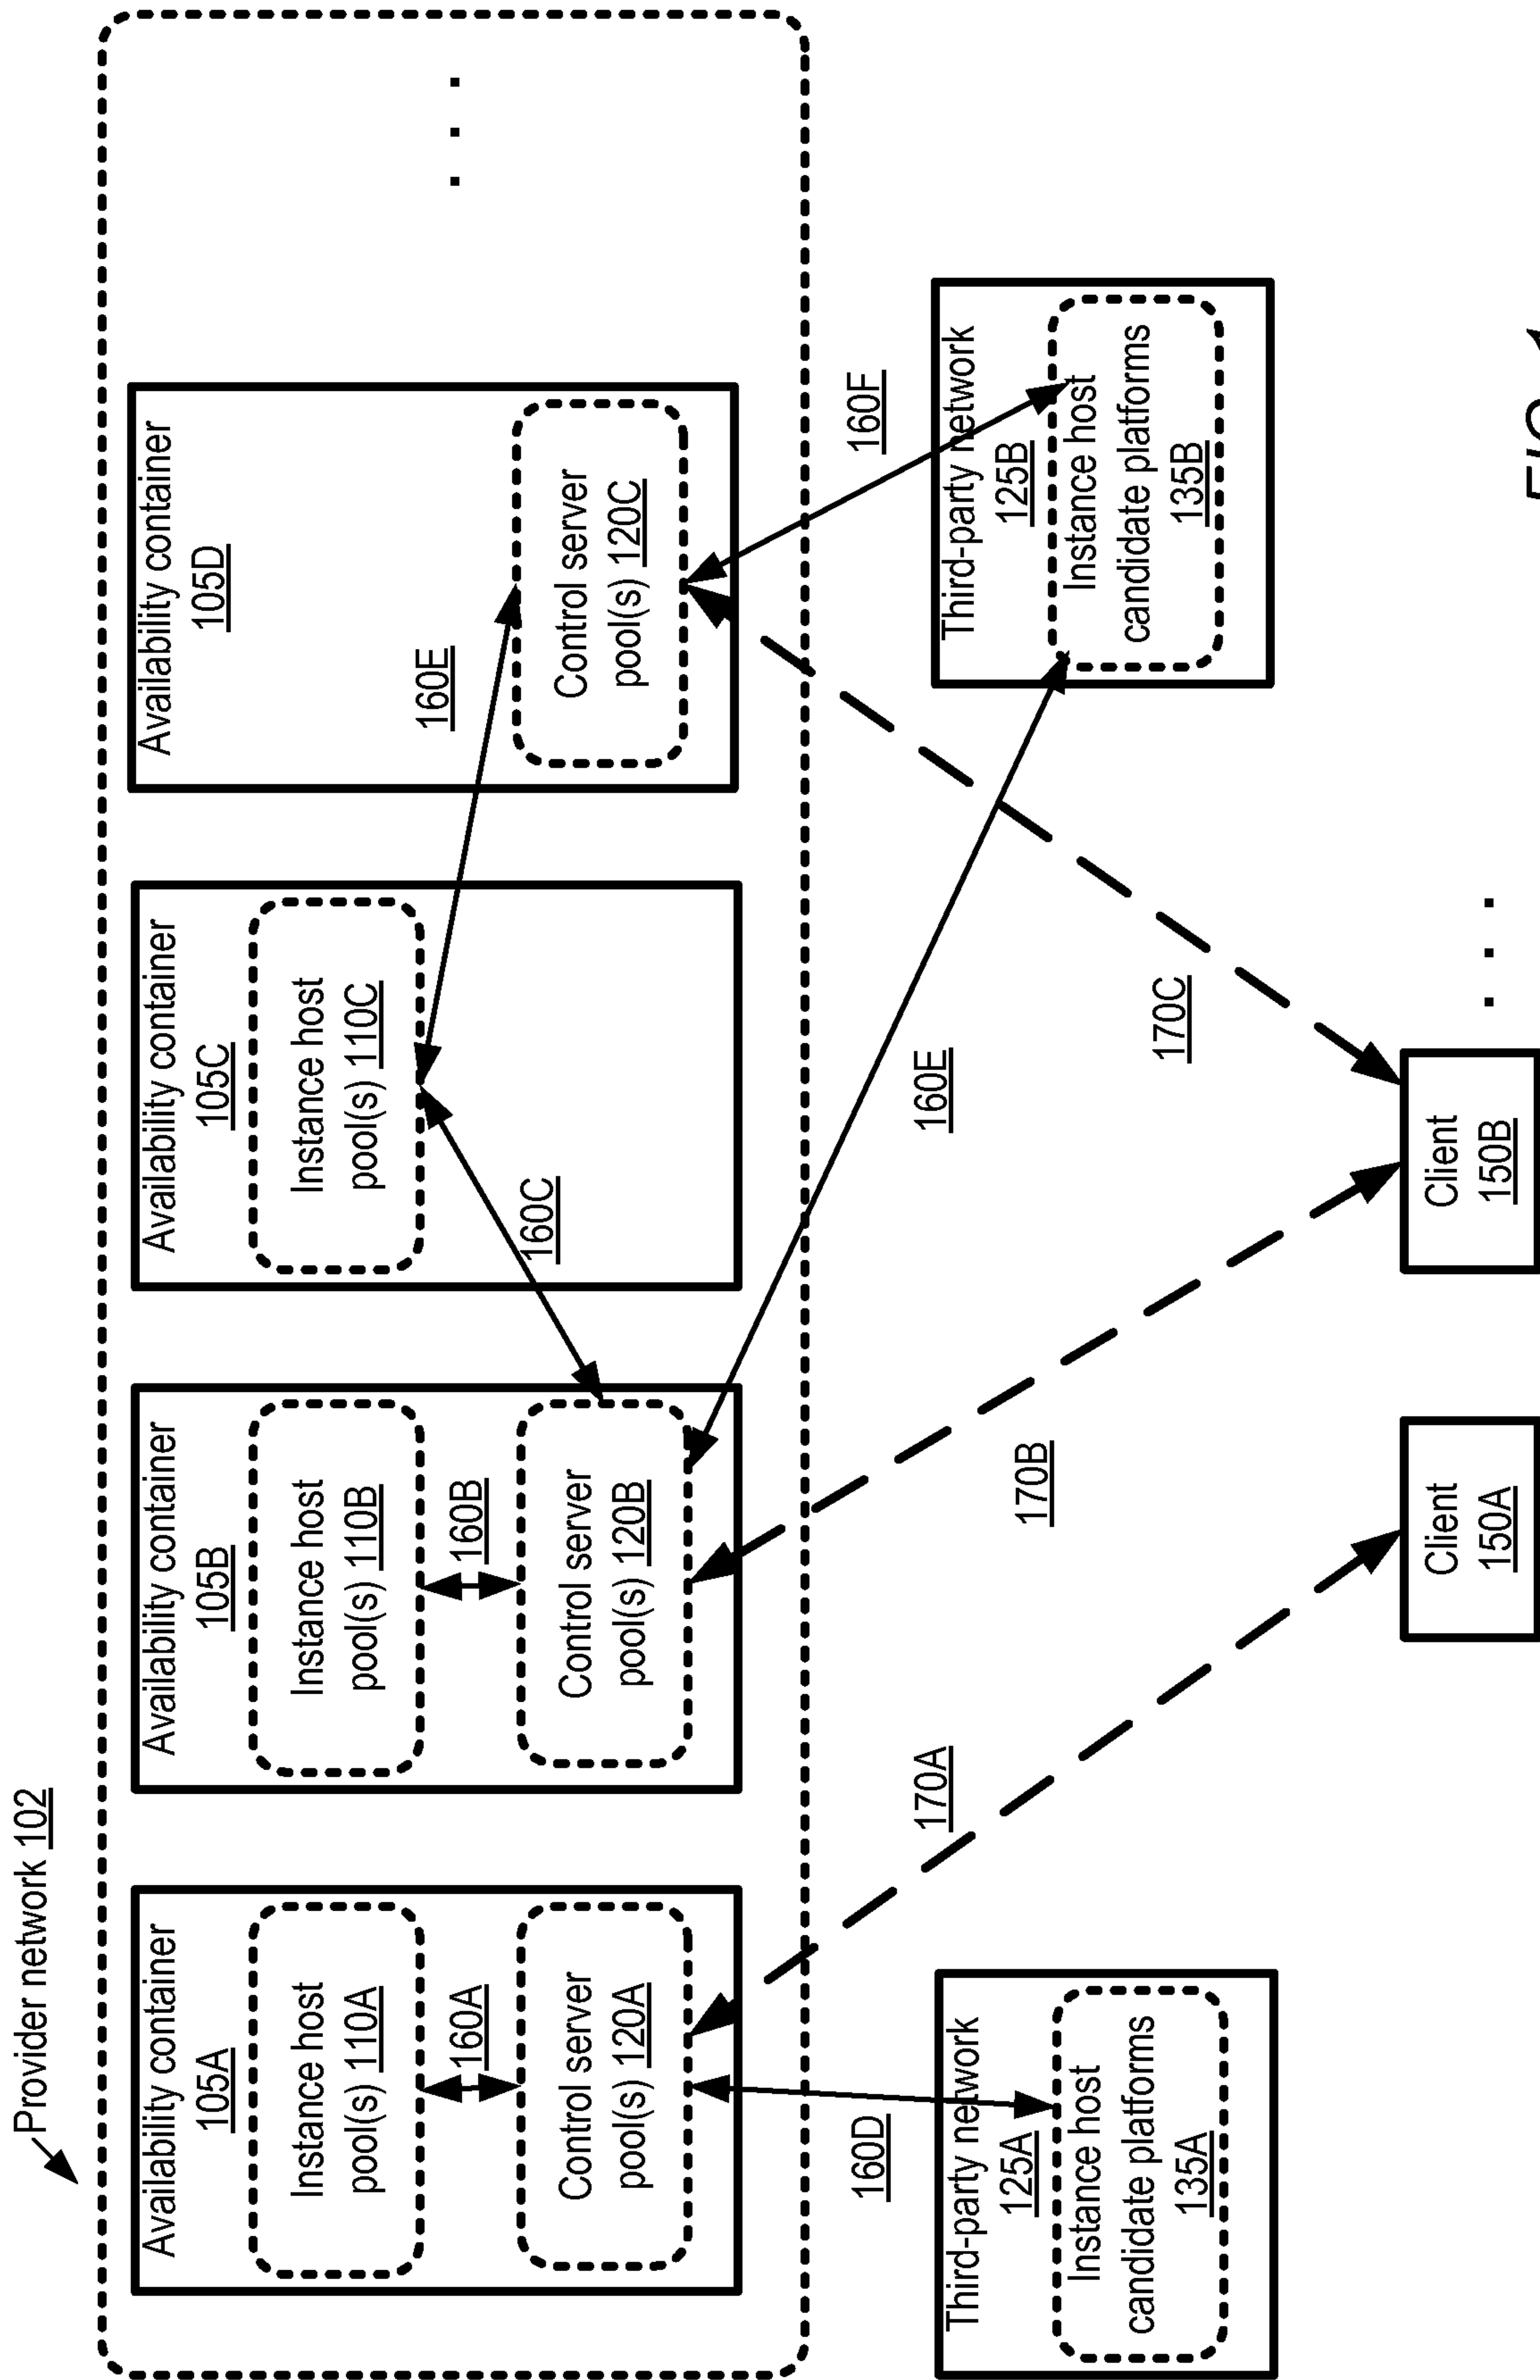 Provider network 102
Availability container
105A
Instance host
pool(s) 110A
160A
Control server
pool(s) 120A
Availability container
105B
Instance host
pool(s) 110B
160B
Control server
pool(s) 120B
Availability container
105C
Instance host
pool(s) 110C
160C
Availability container
105D
160E
Control server
pool(s) 120C
. . .
160D
170A
160E
160F
Third-party network
125A
Instance host
candidate platforms
135A
170B
170C
Third-party network
125B
Instance host
candidate platforms
135B
Client
150A
Client
150B
. . .